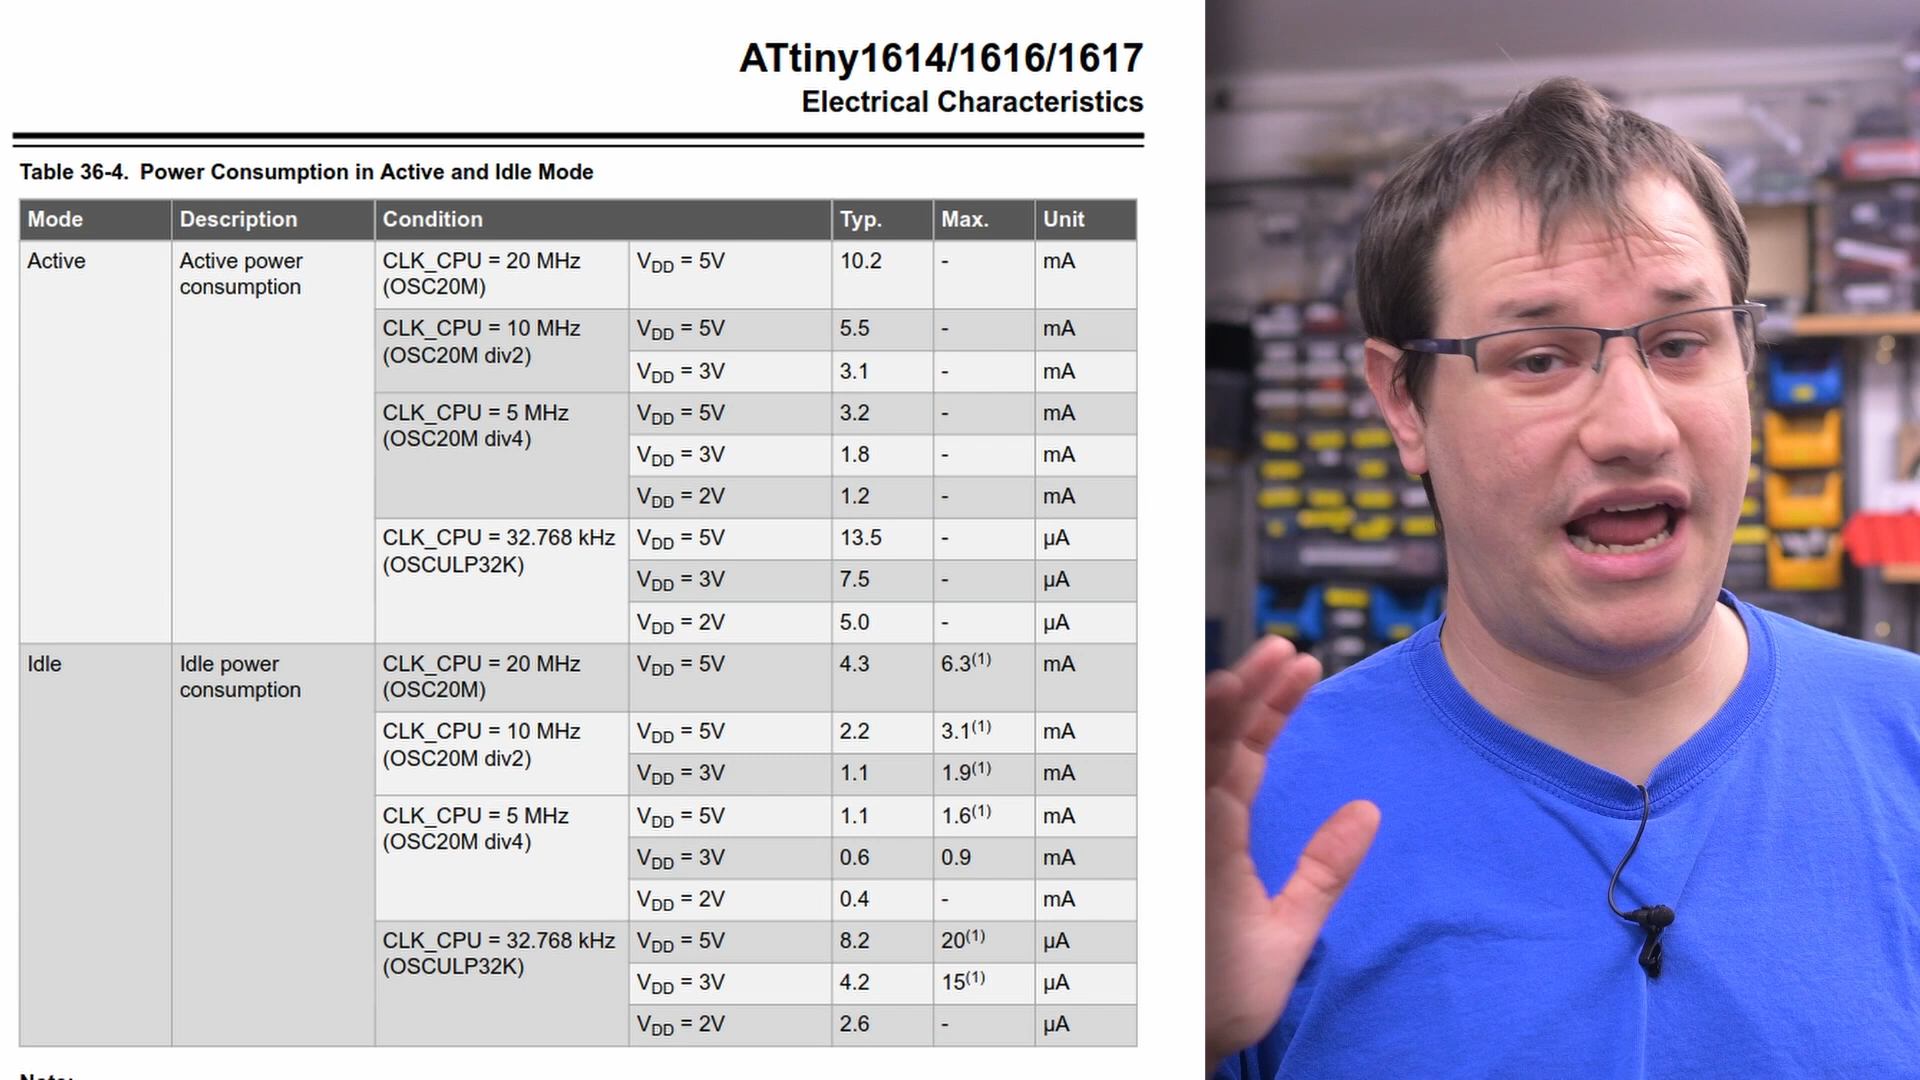 ATtiny1614/1616/1617
Electrical Characteristics
Table 36-4. Power Consumption in Active and Idle Mode
Mode Description Condition Typ. Max. Unit
Active Active power consumption CLK_CPU = 20 MHz (OSC20M) VDD = 5V 10.2 - mA
CLK_CPU = 10 MHz (OSC20M div2) VDD = 5V 5.5 - mA
VDD = 3V 3.1 - mA
CLK_CPU = 5 MHz (OSC20M div4) VDD = 5V 3.2 - mA
VDD = 3V 1.8 - mA
VDD = 2V 1.2 - mA
CLK_CPU = 32.768 kHz (OSCULP32K) VDD = 5V 13.5 - µA
VDD = 3V 7.5 - µA
VDD = 2V 5.0 - µA
Idle Idle power consumption CLK_CPU = 20 MHz (OSC20M) VDD = 5V 4.3 6.3(1) mA
CLK_CPU = 10 MHz (OSC20M div2) VDD = 5V 2.2 3.1(1) mA
VDD = 3V 1.1 1.9(1) mA
CLK_CPU = 5 MHz (OSC20M div4) VDD = 5V 1.1 1.6(1) mA
VDD = 3V 0.6 0.9 mA
VDD = 2V 0.4 - mA
CLK_CPU = 32.768 kHz (OSCULP32K) VDD = 5V 8.2 20(1) µA
VDD = 3V 4.2 15(1) µA
VDD = 2V 2.6 - µA